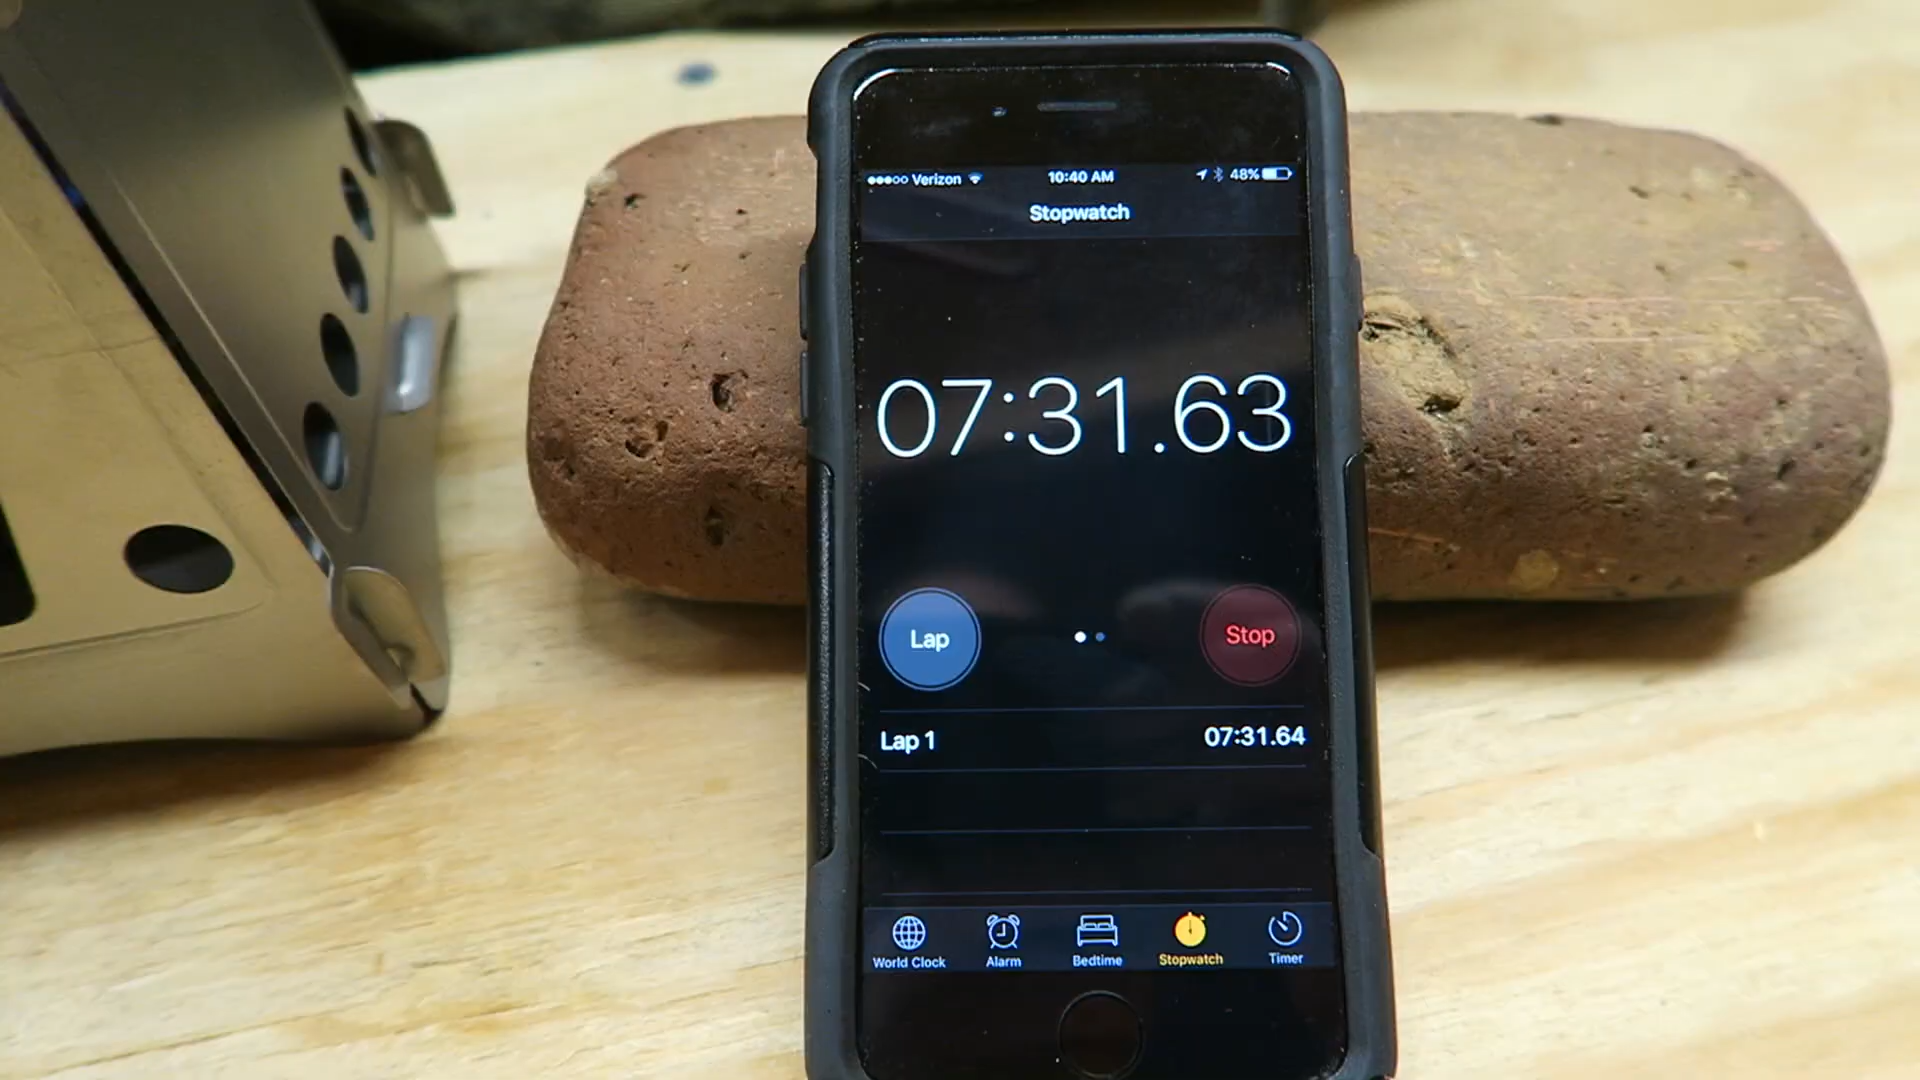 Verizon 10:40 AM 48%
Stopwatch
07:31.63
Lap Stop
Lap 1 07:31.64
World Clock Alarm Bedtime Stopwatch Timer